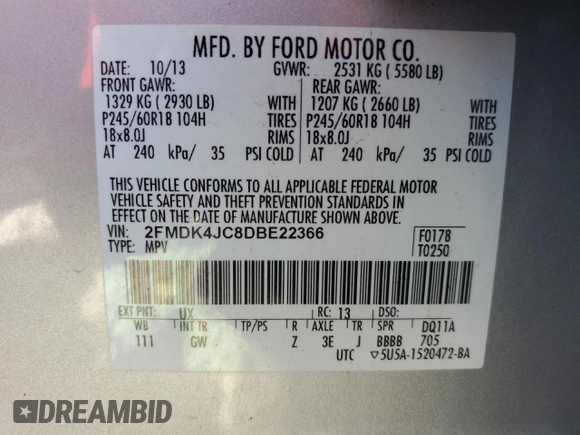 MFD. BY FORD MOTOR CO.
DATE: 10/13 GVWR: 2531 KG ( 5580 LB)
FRONT GAWR: REAR GAWR:
1329 KG ( 2930 LB) WITH 1207 KG ( 2660 LB) WITH
P245/60R18 104H TIRES P245/60R18 104H TIRES
18x8.0J RIMS 18x8.0J RIMS
AT 240 kPa/ 35 PSI COLD AT 240 kPa/ 35 PSI COLD
THIS VEHICLE CONFORMS TO ALL APPLICABLE FEDERAL MOTOR
VEHICLE SAFETY AND THEFT PREVENTION STANDARDS IN
EFFECT ON THE DATE OF MANUFACTURE SHOWN ABOVE.
VIN: 2FMDK4JC8DBE22366 F0178
TYPE: MPV T0250
EXT PNT: UX RC: 13 DSO:
WB INT TR TP/PS R AXLE TR SPR DQ11A
111 GW Z 3E J BBBB 705
UTC ▽5U5A-1520472-BA
DREAMBID